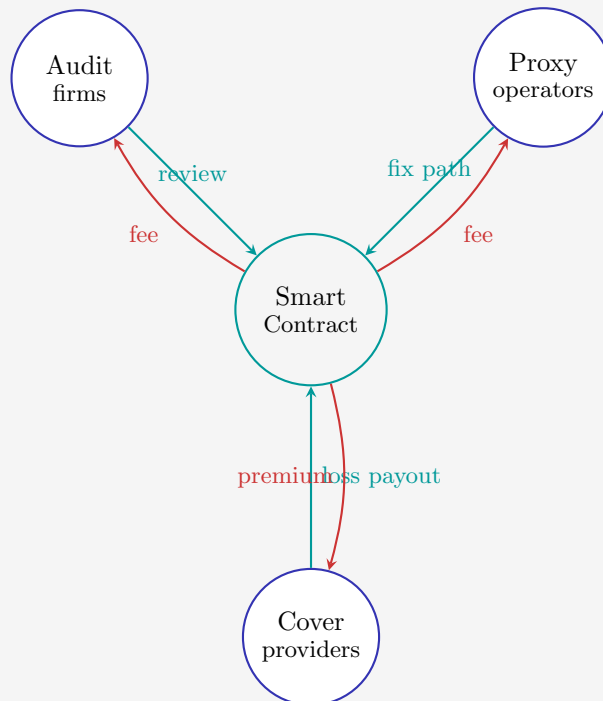 Audit
firms
Proxy
operators
review
fix path
fee
fee
Smart
Contract
premium
loss payout
Cover
providers